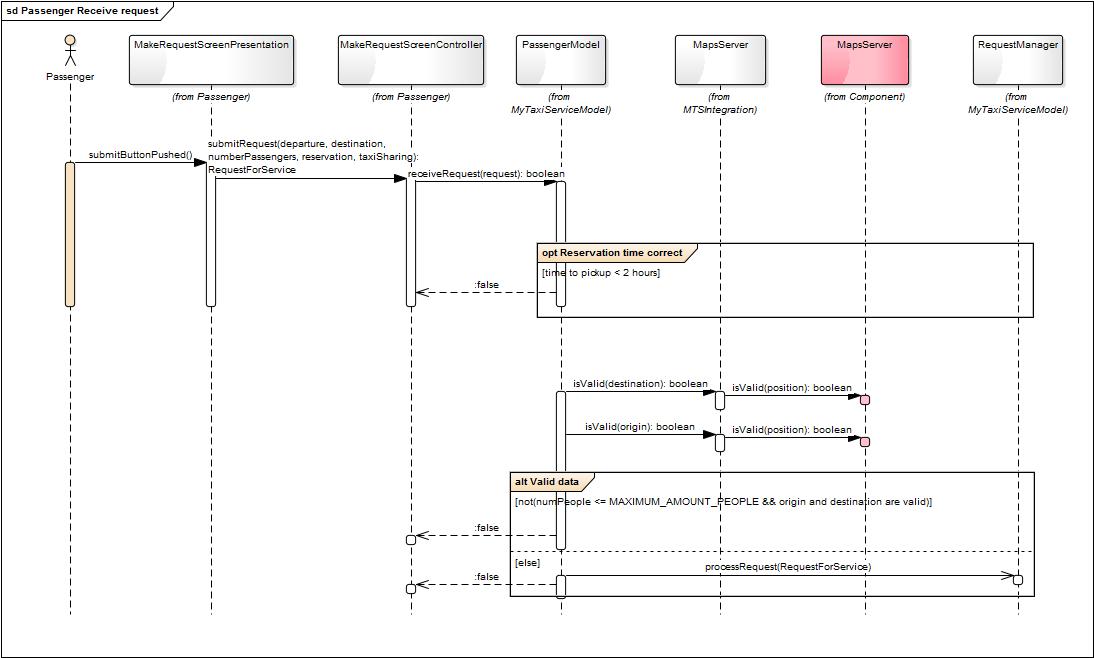 sd Passenger Receive request
Passenger
MakeRequestScreenPresentation
(from Passenger)
MakeRequestScreenController
(from Passenger)
PassengerModel
(from
MyTaxiServiceModel)
MapsServer
(from
MTSIntegration)
MapsServer
(from Component)
RequestManager
(from
MyTaxiServiceModel)
submitButtonPushed()
submitRequest(departure, destination,
numberPassengers, reservation, taxiSharing):
RequestForService
receiveRequest(request): boolean
opt Reservation time correct
[time to pickup < 2 hours]
:false
isValid(destination): boolean
isValid(position): boolean
isValid(origin): boolean
isValid(position): boolean
alt Valid data
[not(numPeople <= MAXIMUM_AMOUNT_PEOPLE && origin and destination are valid)]
:false
[else]
processRequest(RequestForService)
:false